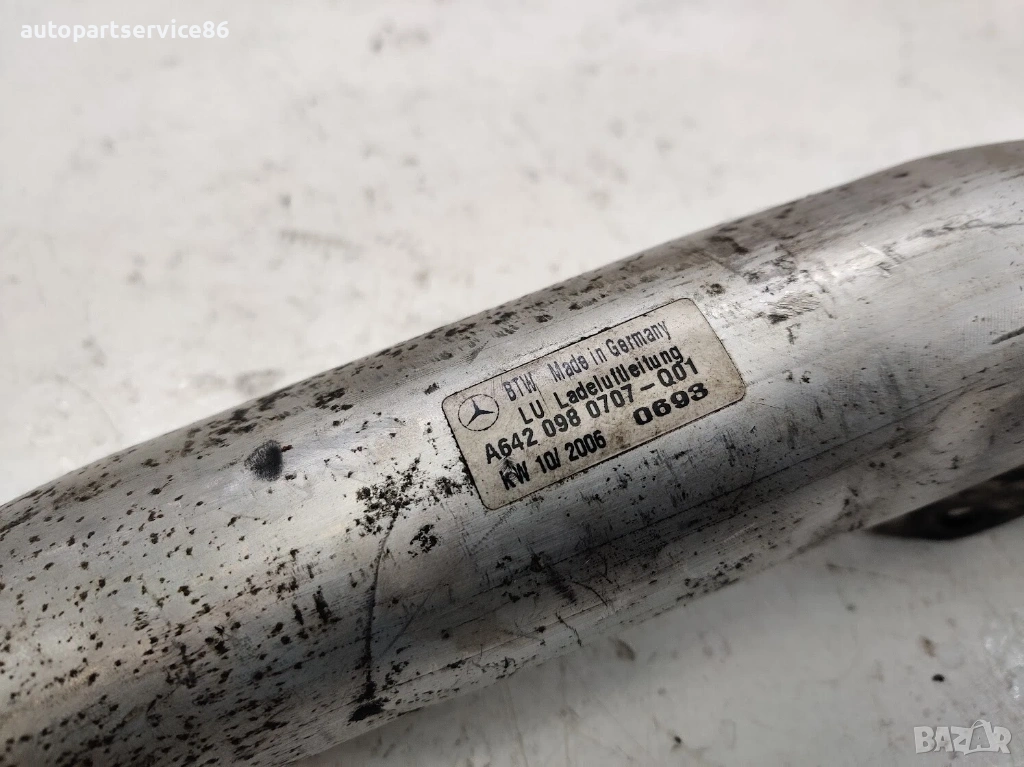 autopartservice86
BTW Made in Germany
LU Ladeluftleitung
A642 098 0707-Q01
KW 10/2006 0693
BAZAR